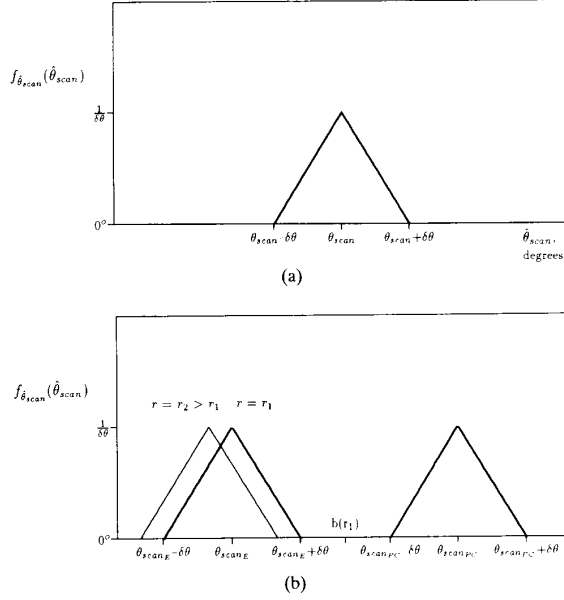 f_θ̂scan(θ̂scan)
1/δθ
0°
θscan-δθ θscan θscan+δθ θ̂scan,
degrees
(a)
f_θ̂scan(θ̂scan)
r = r₂ > r₁ r = r₁
1/δθ
b(r₁)
0°
θscanE-δθ θscanE θscanE+δθ θscanPC δθ θscanPC θscanPC+δθ
(b)